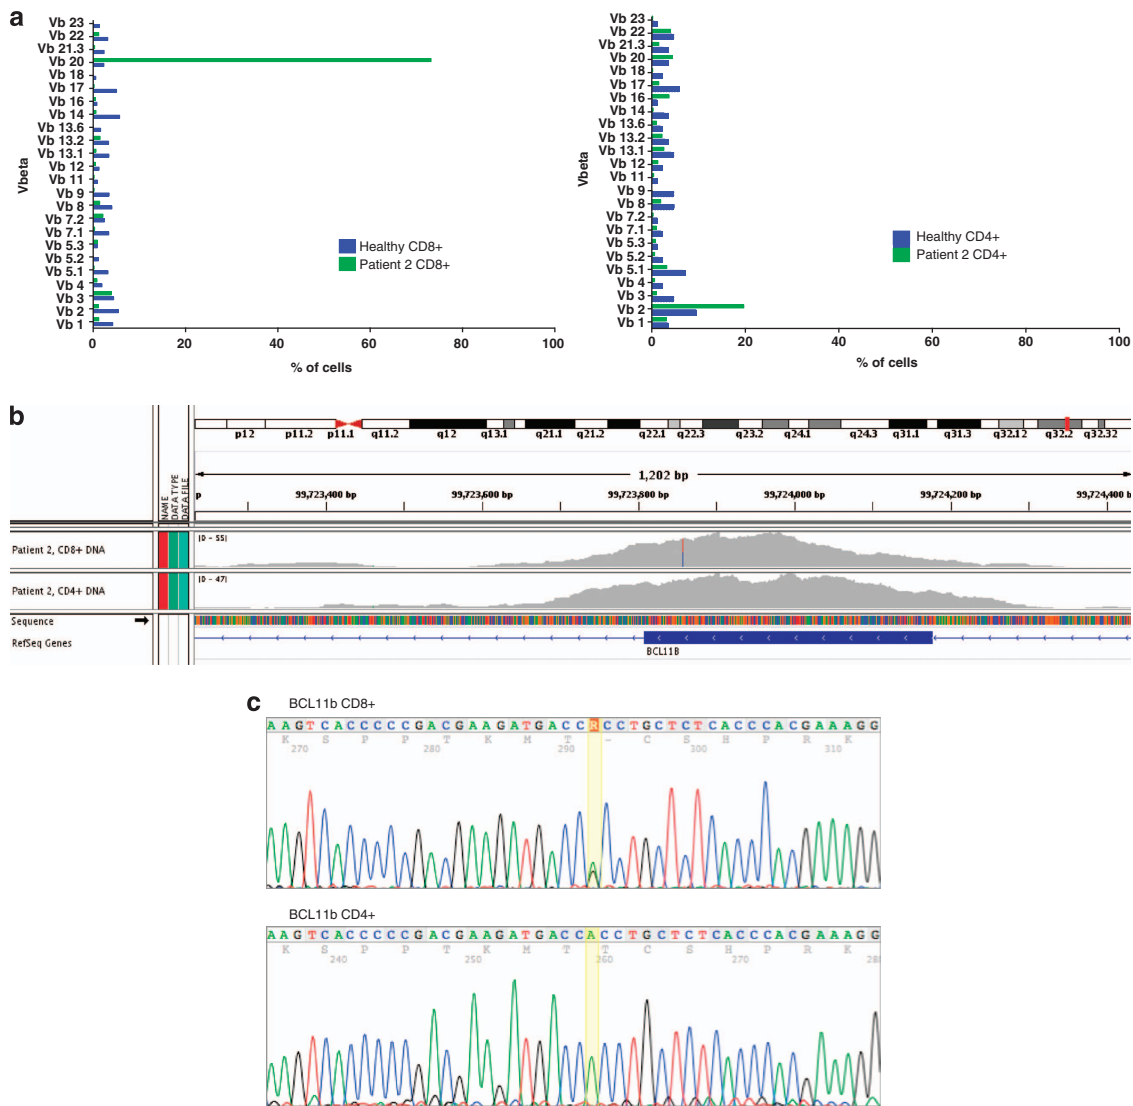 a
Vb 23
Vb 22
Vb 21.3
Vb 20
Vb 18
Vb 17
Vb 16
Vb 14
Vb 13.6
Vb 13.2
Vb 13.1
Vb 12
Vb 11
Vb 9
Vb 8
Vb 7.2
Vb 7.1
Vb 5.3
Vb 5.2
Vb 5.1
Vb 4
Vb 3
Vb 2
Vb 1
Vbeta
Healthy CD8+
Patient 2 CD8+
0 20 40 60 80 100
% of cells
Vb 23
Vb 22
Vb 21.3
Vb 20
Vb 18
Vb 17
Vb 16
Vb 14
Vb 13.6
Vb 13.2
Vb 13.1
Vb 12
Vb 11
Vb 9
Vb 8
Vb 7.2
Vb 7.1
Vb 5.3
Vb 5.2
Vb 5.1
Vb 4
Vb 3
Vb 2
Vb 1
Vbeta
Healthy CD4+
Patient 2 CD4+
0 20 40 60 80 100
% of cells
b
p12 p11.2 p11.1 q11.2 q12 q13.1 q21.1 q21.2 q22.1 q22.3 q23.2 q24.1 q24.3 q31.1 q31.3 q32.12 q32.2 q32.32
1,202 bp
NAME
DATA TYPE
DATA FILE
p 99,723,400 bp 99,723,600 bp 99,723,800 bp 99,724,000 bp 99,724,200 bp 99,724,400 b
Patient 2, CD8+ DNA
[0 - 55]
Patient 2, CD4+ DNA
[0 - 47]
Sequence
RefSeq Genes
BCL11B
c
BCL11b CD8+
A A G T C A C C C C C G A C G A A G A T G A C C R C C T G C T C T C A C C C A C G A A A G G
K S P P T K M T - C S H P R K
270 280 290 300 310
BCL11b CD4+
A A G T C A C C C C C G A C G A A G A T G A C C A C C T G C T C T C A C C C A C G A A A G G
K S P P T K M T T C S H P R K
240 250 260 270 280